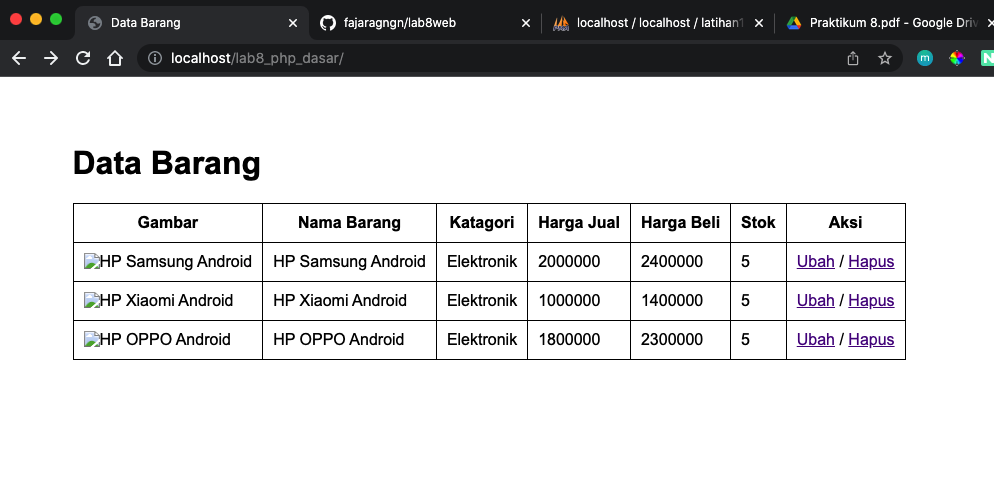 Data Barang
fajaragngn/lab8web
localhost / localhost / latihan1
Praktikum 8.pdf - Google Driv
localhost/lab8_php_dasar/
m
N
Data Barang
Gambar Nama Barang Katagori Harga Jual Harga Beli Stok Aksi
HP Samsung Android HP Samsung Android Elektronik 2000000 2400000 5 Ubah / Hapus
HP Xiaomi Android HP Xiaomi Android Elektronik 1000000 1400000 5 Ubah / Hapus
HP OPPO Android HP OPPO Android Elektronik 1800000 2300000 5 Ubah / Hapus